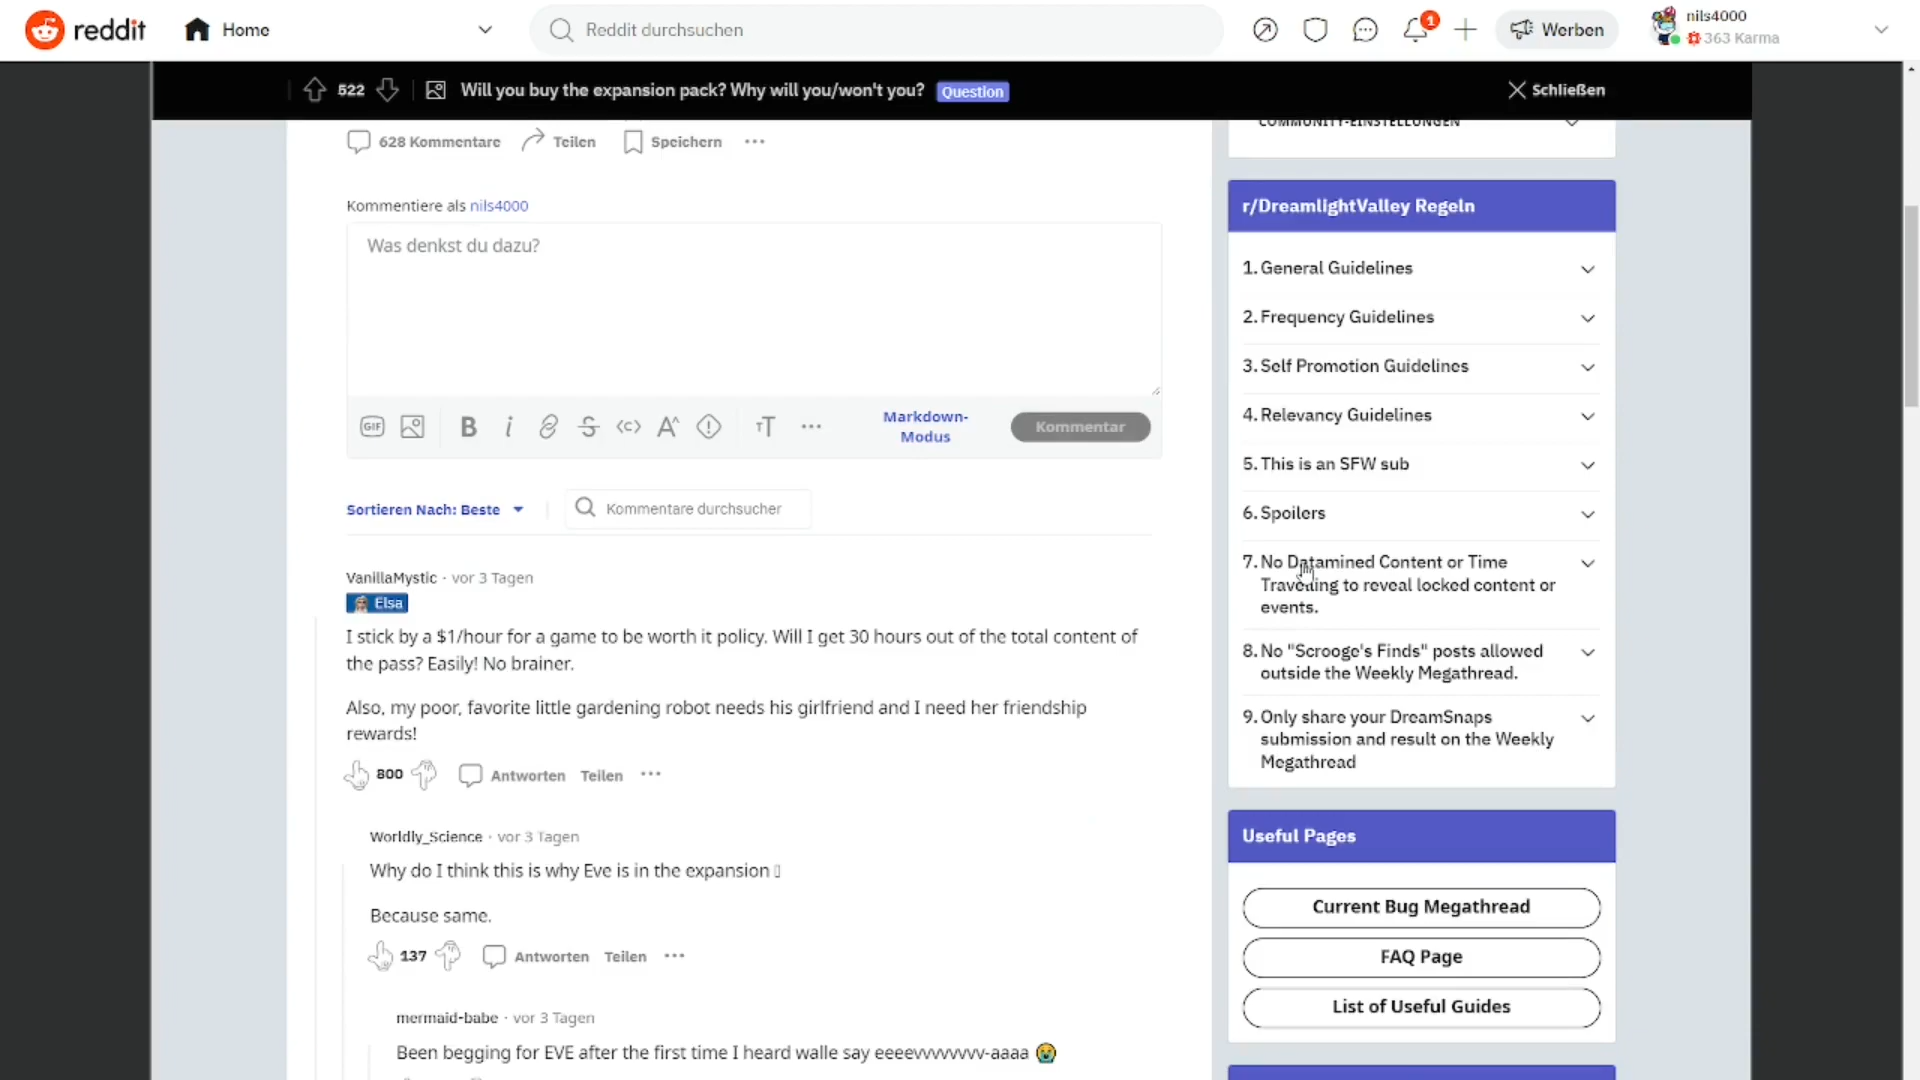 reddit
Home
Reddit durchsuchen
1
Werben
nils4000
363 Karma
522
Will you buy the expansion pack? Why will you/won't you?
Question
Schließen
628 Kommentare
Teilen
Speichern
COMMUNITY-EINSTELLUNGEN
Kommentiere als nils4000
Was denkst du dazu?
GIF
B
i
S
<c>
A^
TT
Markdown-
Modus
Kommentar
Sortieren Nach: Beste
Kommentare durchsucher
VanillaMystic · vor 3 Tagen
Elsa
I stick by a $1/hour for a game to be worth it policy. Will I get 30 hours out of the total content of
the pass? Easily! No brainer.
Also, my poor, favorite little gardening robot needs his girlfriend and I need her friendship
rewards!
800
Antworten
Teilen
Worldly_Science · vor 3 Tagen
Why do I think this is why Eve is in the expansion
Because same.
137
Antworten
Teilen
mermaid-babe · vor 3 Tagen
Been begging for EVE after the first time I heard walle say eeeevvvvvvvv-aaaa 😭
r/DreamlightValley Regeln
1. General Guidelines
2. Frequency Guidelines
3. Self Promotion Guidelines
4. Relevancy Guidelines
5. This is an SFW sub
6. Spoilers
7. No Datamined Content or Time
Travelling to reveal locked content or
events.
8. No "Scrooge's Finds" posts allowed
outside the Weekly Megathread.
9. Only share your DreamSnaps
submission and result on the Weekly
Megathread
Useful Pages
Current Bug Megathread
FAQ Page
List of Useful Guides